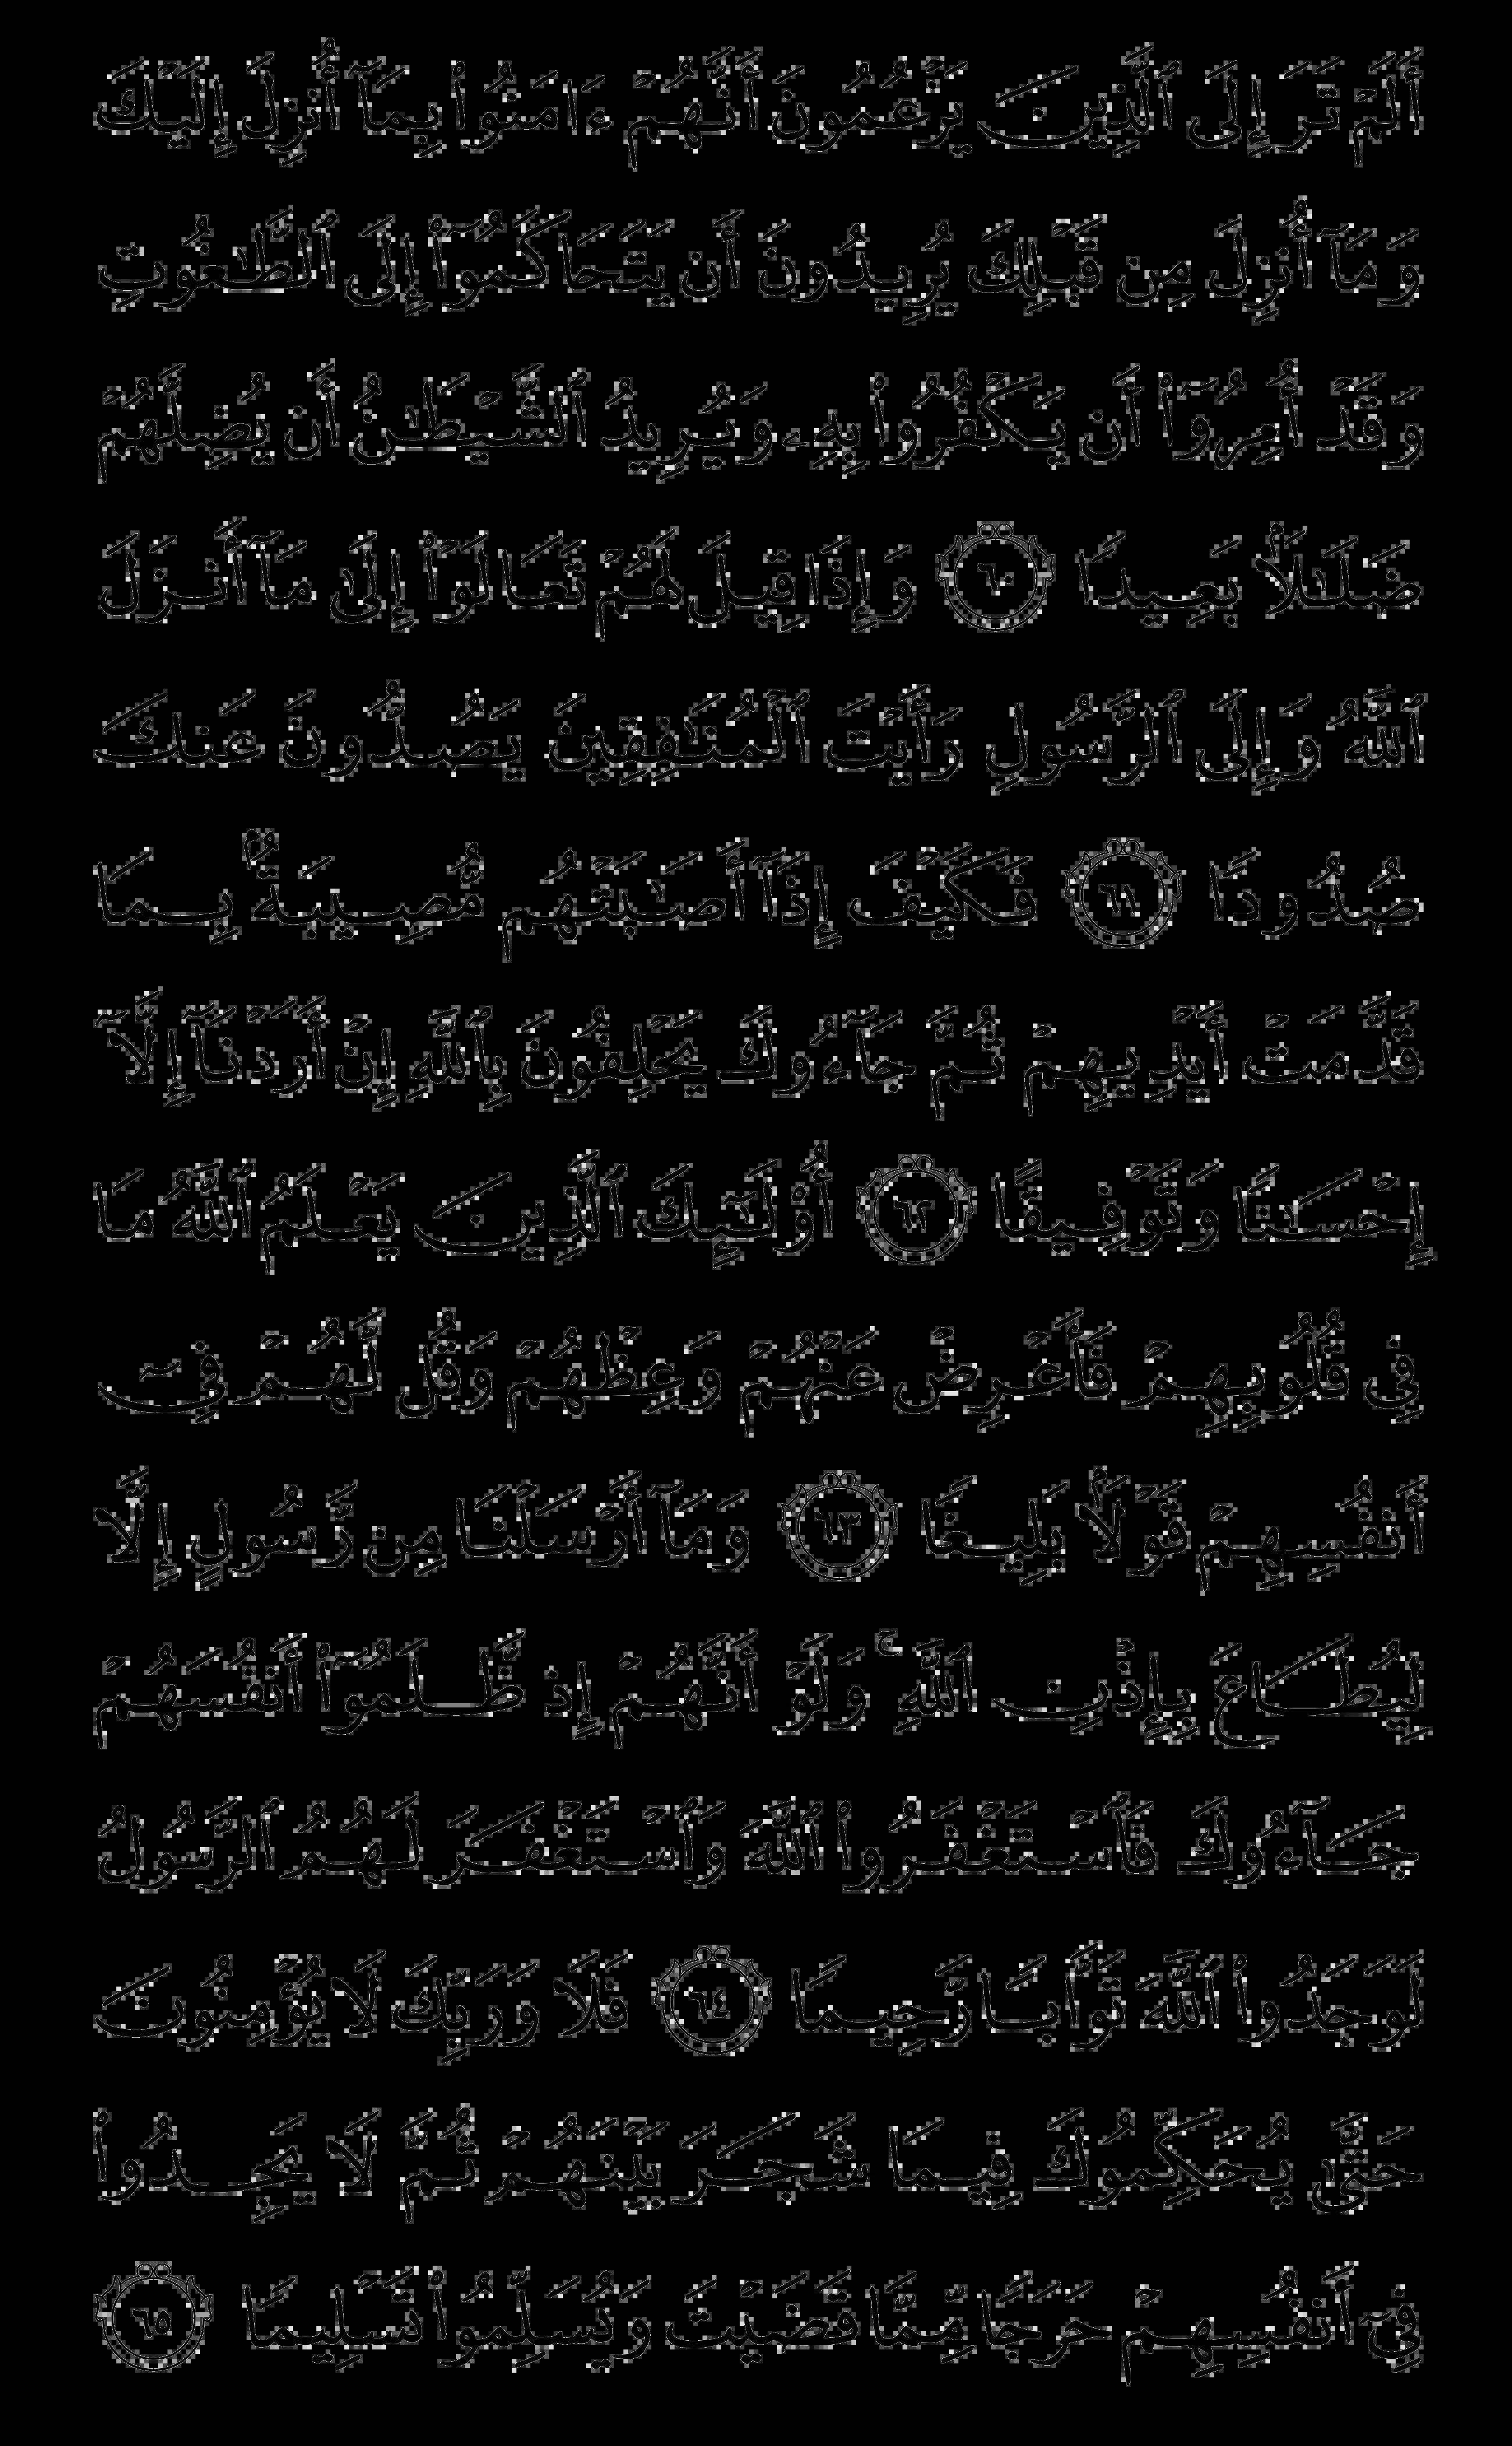 أَلَمْ تَرَ إِلَى ٱلَّذِينَ يَزْعُمُونَ أَنَّهُمْ ءَامَنُوا۟ بِمَآ أُنزِلَ إِلَيْكَ
وَمَآ أُنزِلَ مِن قَبْلِكَ يُرِيدُونَ أَن يَتَحَاكَمُوٓا۟ إِلَى ٱلطَّـٰغُوتِ
وَقَدْ أُمِرُوٓا۟ أَن يَكْفُرُوا۟ بِهِۦ وَيُرِيدُ ٱلشَّيْطَـٰنُ أَن يُضِلَّهُمْ
ضَلَـٰلًۢا بَعِيدًا ٦٠ وَإِذَا قِيلَ لَهُمْ تَعَالَوْا۟ إِلَىٰ مَآ أَنزَلَ
ٱللَّهُ وَإِلَى ٱلرَّسُولِ رَأَيْتَ ٱلْمُنَـٰفِقِينَ يَصُدُّونَ عَنكَ
صُدُودًا ٦١ فَكَيْفَ إِذَآ أَصَـٰبَتْهُم مُّصِيبَةٌۢ بِمَا
قَدَّمَتْ أَيْدِيهِمْ ثُمَّ جَآءُوكَ يَحْلِفُونَ بِٱللَّهِ إِنْ أَرَدْنَآ إِلَّآ
إِحْسَـٰنًا وَتَوْفِيقًا ٦٢ أُو۟لَـٰٓئِكَ ٱلَّذِينَ يَعْلَمُ ٱللَّهُ مَا
فِى قُلُوبِهِمْ فَأَعْرِضْ عَنْهُمْ وَعِظْهُمْ وَقُل لَّهُمْ فِىٓ
أَنفُسِهِمْ قَوْلًۢا بَلِيغًا ٦٣ وَمَآ أَرْسَلْنَا مِن رَّسُولٍ إِلَّا
لِيُطَاعَ بِإِذْنِ ٱللَّهِ ۚ وَلَوْ أَنَّهُمْ إِذ ظَّلَمُوٓا۟ أَنفُسَهُمْ
جَآءُوكَ فَٱسْتَغْفَرُوا۟ ٱللَّهَ وَٱسْتَغْفَرَ لَهُمُ ٱلرَّسُولُ
لَوَجَدُوا۟ ٱللَّهَ تَوَّابًا رَّحِيمًا ٦٤ فَلَا وَرَبِّكَ لَا يُؤْمِنُونَ
حَتَّىٰ يُحَكِّمُوكَ فِيمَا شَجَرَ بَيْنَهُمْ ثُمَّ لَا يَجِدُوا۟
فِىٓ أَنفُسِهِمْ حَرَجًا مِّمَّا قَضَيْتَ وَيُسَلِّمُوا۟ تَسْلِيمًا ٦٥